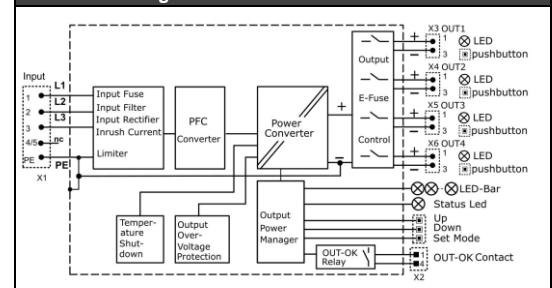 Input
1
2
3
4/5
PE
X1
L1
L2
L3
nc
PE
Input Fuse
Input Filter
Input Rectifier
Inrush Current
Limiter
PFC
Converter
Power
Converter
+
=
Output
E-Fuse
Control
Temper-
ature
Shut-
down
Output
Over-
Voltage
Protection
Output
Power
Manager
OUT-OK
Relay
X3 OUT1
+ 1 LED
− 3 pushbutton
X4 OUT2
+ 1 LED
− 3 pushbutton
X5 OUT3
+ 1 LED
− 3 pushbutton
X6 OUT4
+ 1 LED
− 3 pushbutton
LED-Bar
Status Led
Up
Down
Set Mode
1
4
OUT-OK Contact
X2